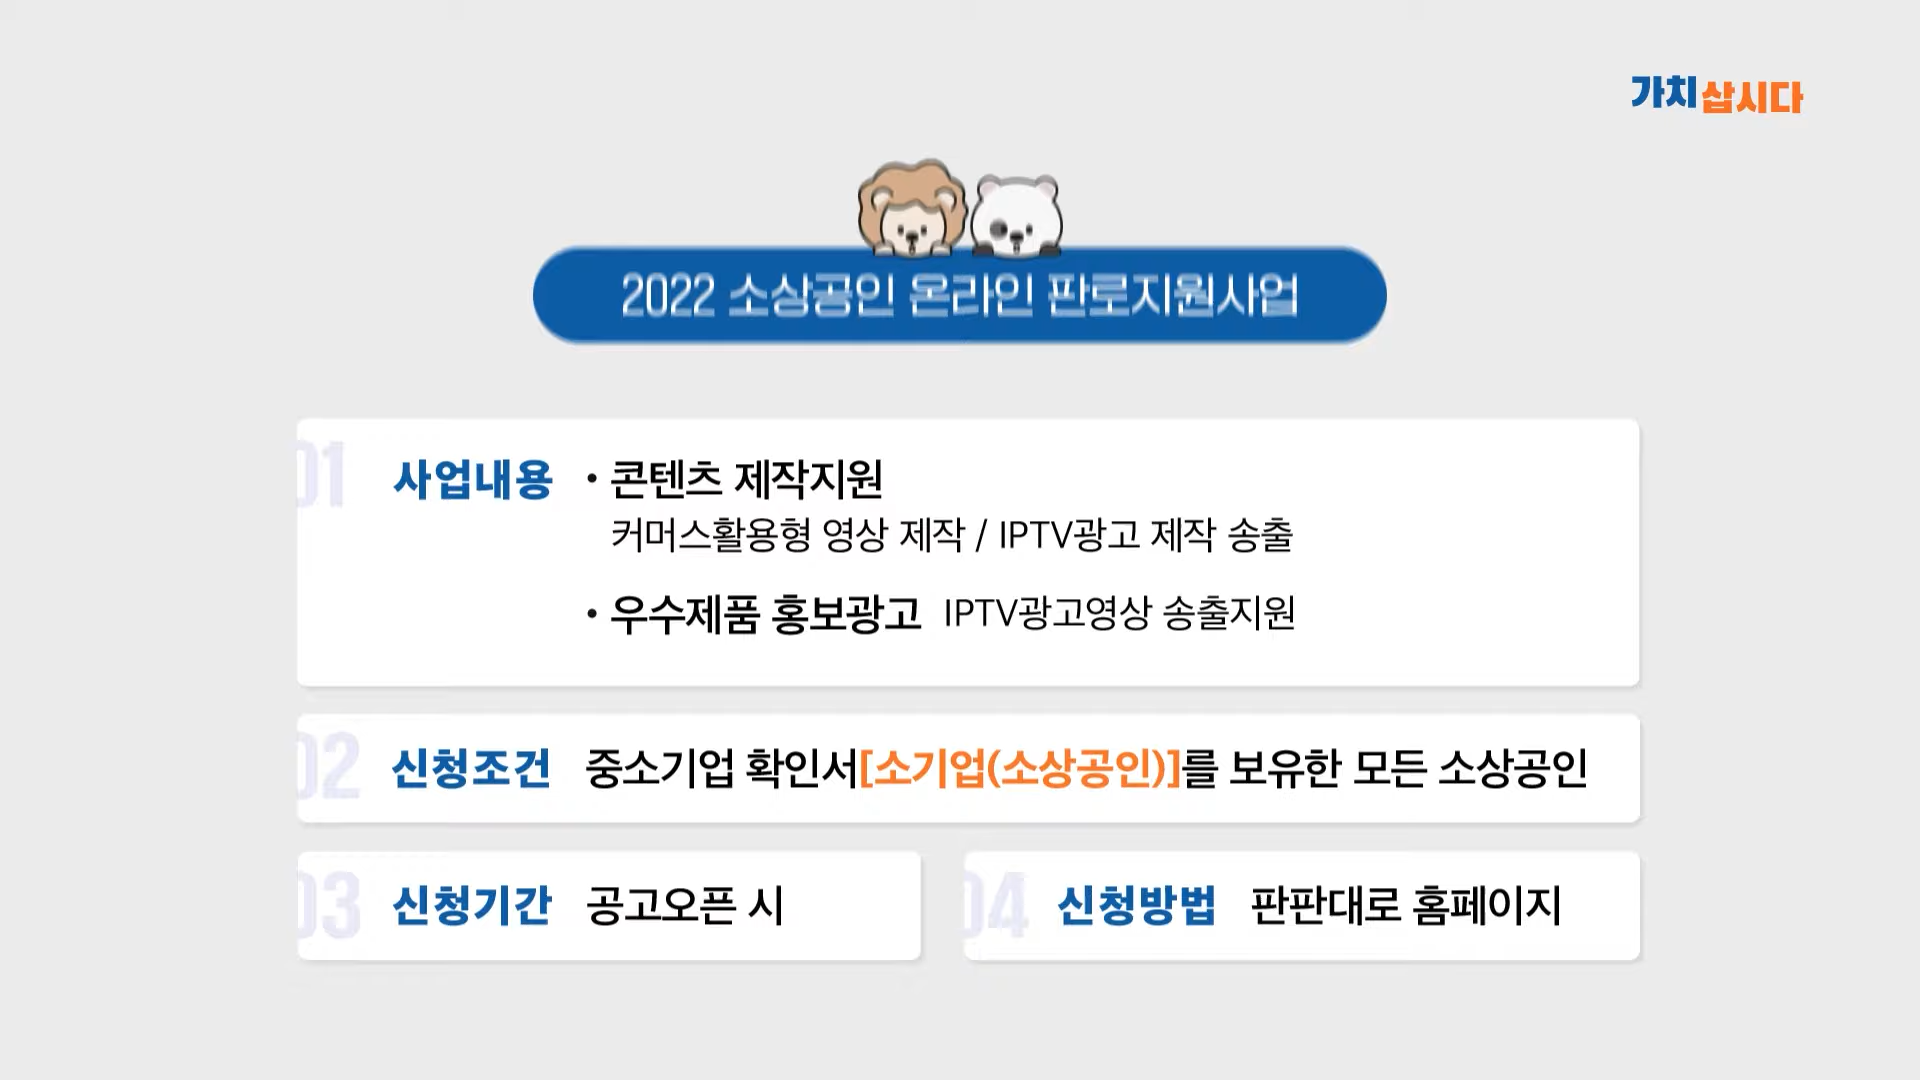 가치삽시다
2022 소상공인 온라인 판로지원사업
01 사업내용 • 콘텐츠 제작지원
커머스활용형 영상 제작 / IPTV광고 제작 송출
• 우수제품 홍보광고 IPTV광고영상 송출지원
02 신청조건 중소기업 확인서[소기업(소상공인)]를 보유한 모든 소상공인
03 신청기간 공고오픈 시
04 신청방법 판판대로 홈페이지